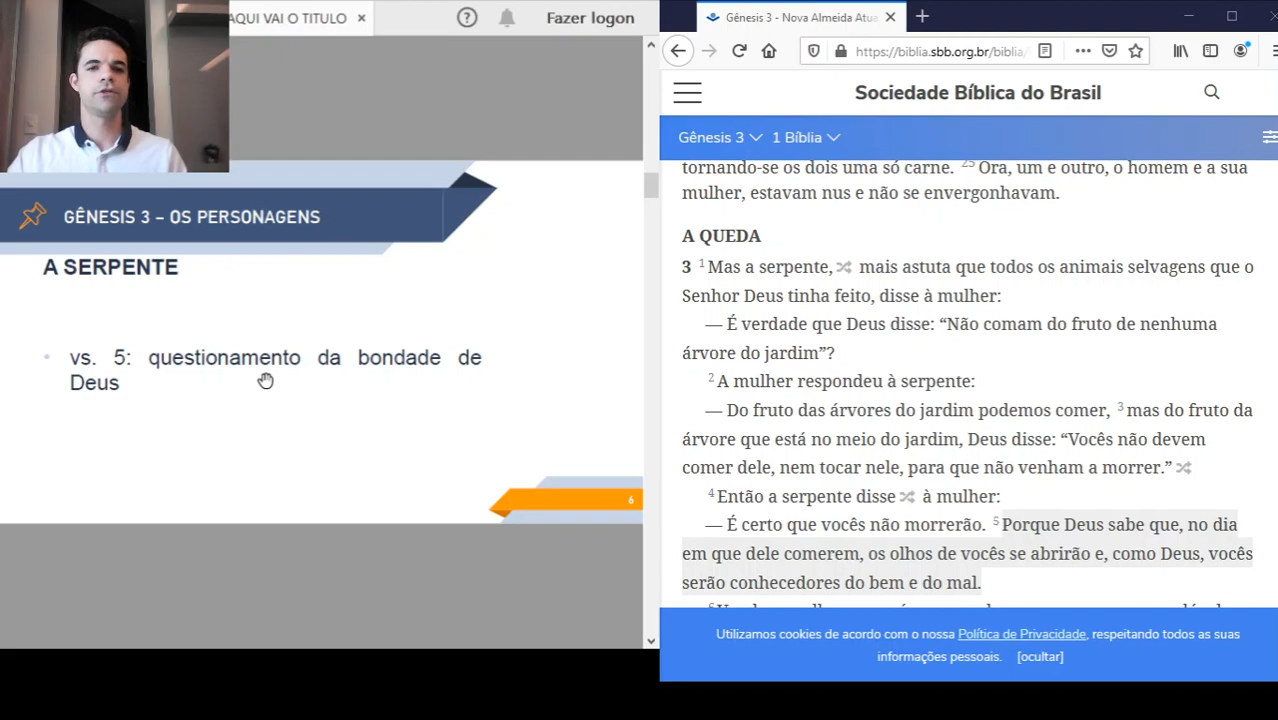 AQUI VAI O TITULO ×
? Fazer logon
GÊNESIS 3 – OS PERSONAGENS
A SERPENTE
• vs. 5: questionamento da bondade de
Deus
6
Gênesis 3 - Nova Almeida Atua
https://biblia.sbb.org.br/biblia/
Sociedade Bíblica do Brasil
Gênesis 3 1 Bíblia
tornando-se os dois uma só carne. 25 Ora, um e outro, o homem e a sua
mulher, estavam nus e não se envergonhavam.
A QUEDA
3 1 Mas a serpente, mais astuta que todos os animais selvagens que o
Senhor Deus tinha feito, disse à mulher:
— É verdade que Deus disse: “Não comam do fruto de nenhuma
árvore do jardim”?
2 A mulher respondeu à serpente:
— Do fruto das árvores do jardim podemos comer, 3 mas do fruto da
árvore que está no meio do jardim, Deus disse: “Vocês não devem
comer dele, nem tocar nele, para que não venham a morrer.”
4 Então a serpente disse à mulher:
— É certo que vocês não morrerão. 5 Porque Deus sabe que, no dia
em que dele comerem, os olhos de vocês se abrirão e, como Deus, vocês
serão conhecedores do bem e do mal.
Utilizamos cookies de acordo com o nossa Política de Privacidade, respeitando todos as suas
informações pessoais. [ocultar]